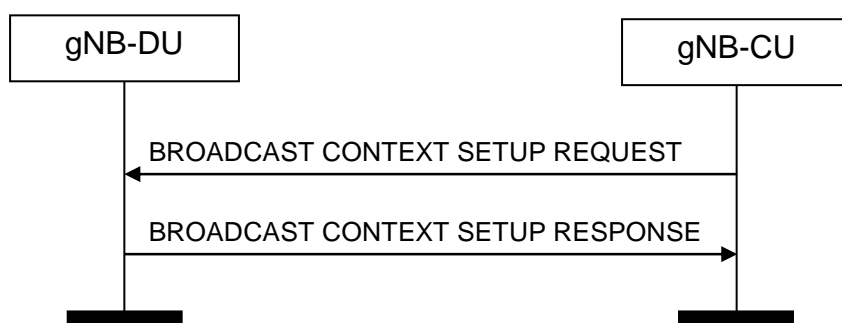 gNB-DU
gNB-CU
BROADCAST CONTEXT SETUP REQUEST
BROADCAST CONTEXT SETUP RESPONSE